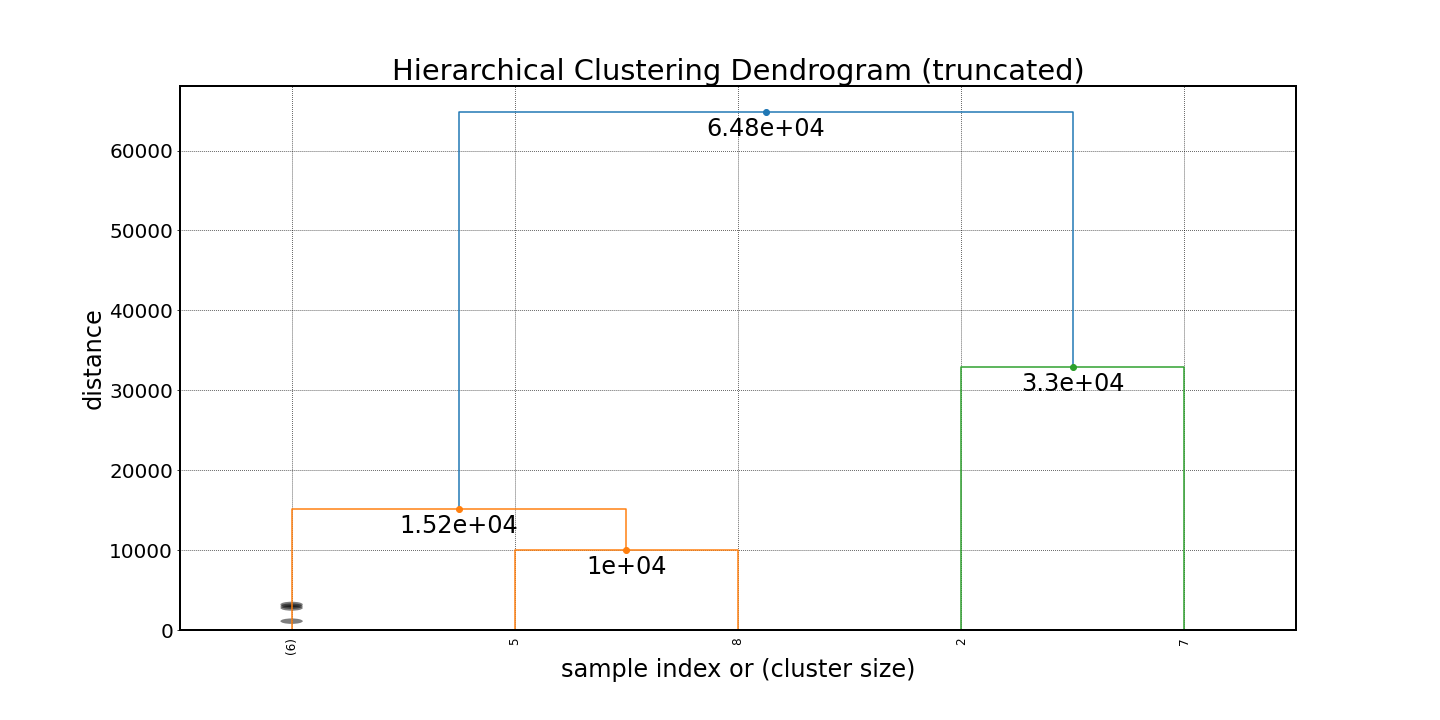 Hierarchical Clustering Dendrogram (truncated)
6.48e+04
60000
50000
40000
distance
3.3e+04
30000
20000
1.52e+04
10000
1e+04
0
(6) 5 8 2 7
sample index or (cluster size)